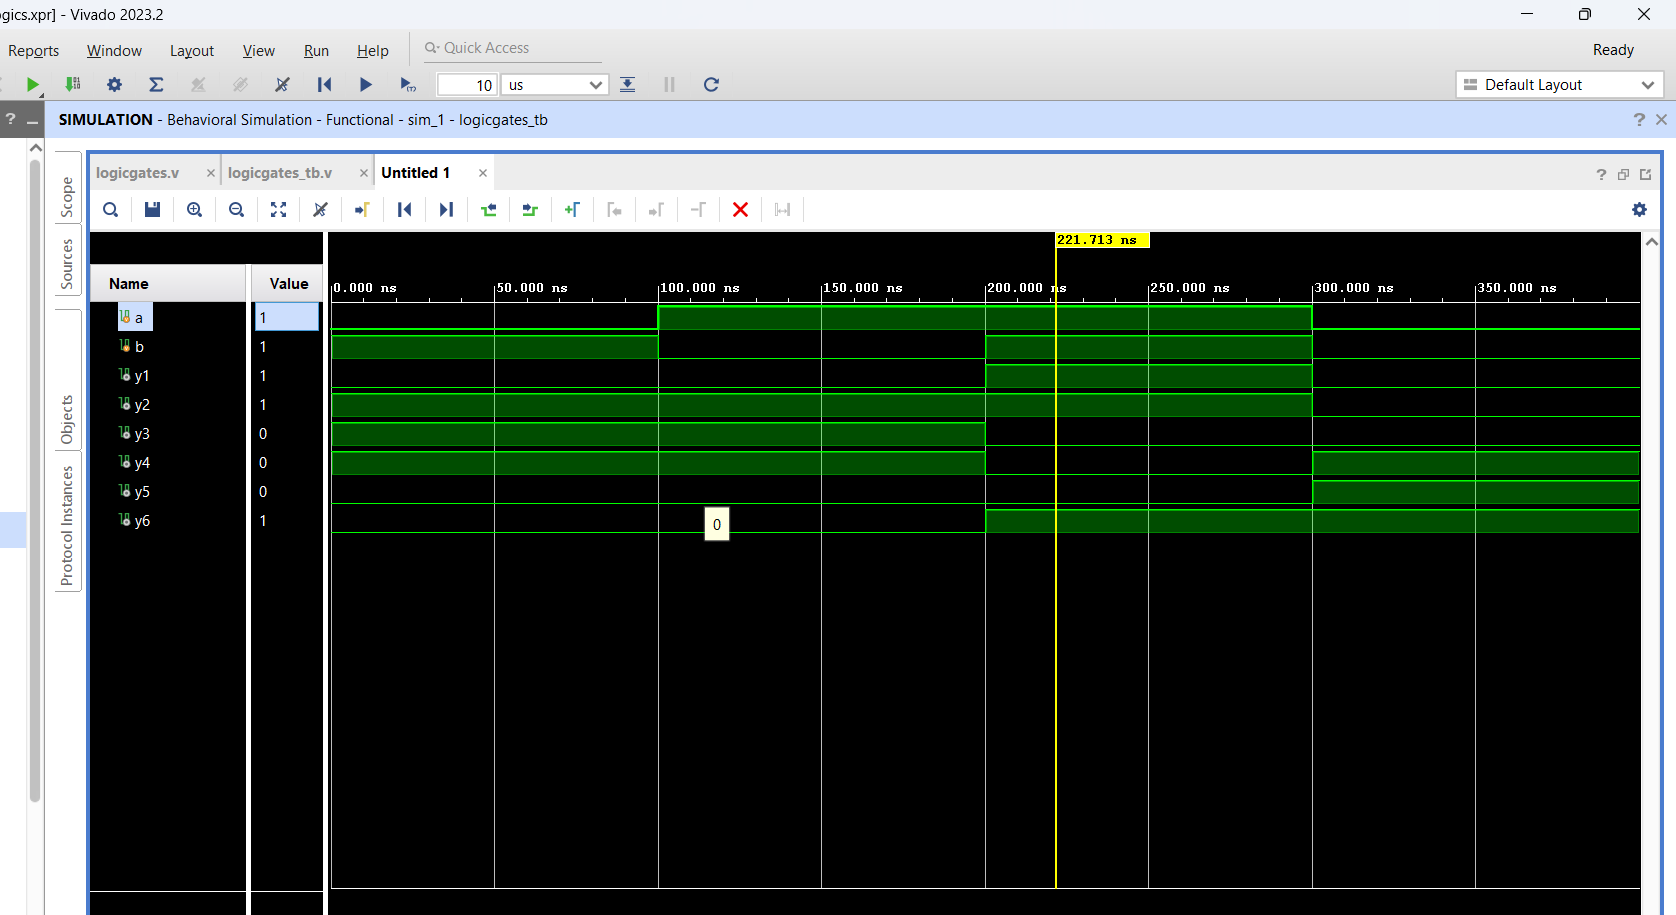 ogics.xpr] - Vivado 2023.2
Reports Window Layout View Run Help Quick Access Ready
10 us Default Layout
? SIMULATION - Behavioral Simulation - Functional - sim_1 - logicgates_tb ?
Scope
Sources
Objects
Protocol Instances
logicgates.v logicgates_tb.v Untitled 1 ?
221.713 ns
Name Value
0.000 ns 50.000 ns 100.000 ns 150.000 ns 200.000 ns 250.000 ns 300.000 ns 350.000 ns
a 1
b 1
y1 1
y2 1
y3 0
y4 0
y5 0
y6 1
0